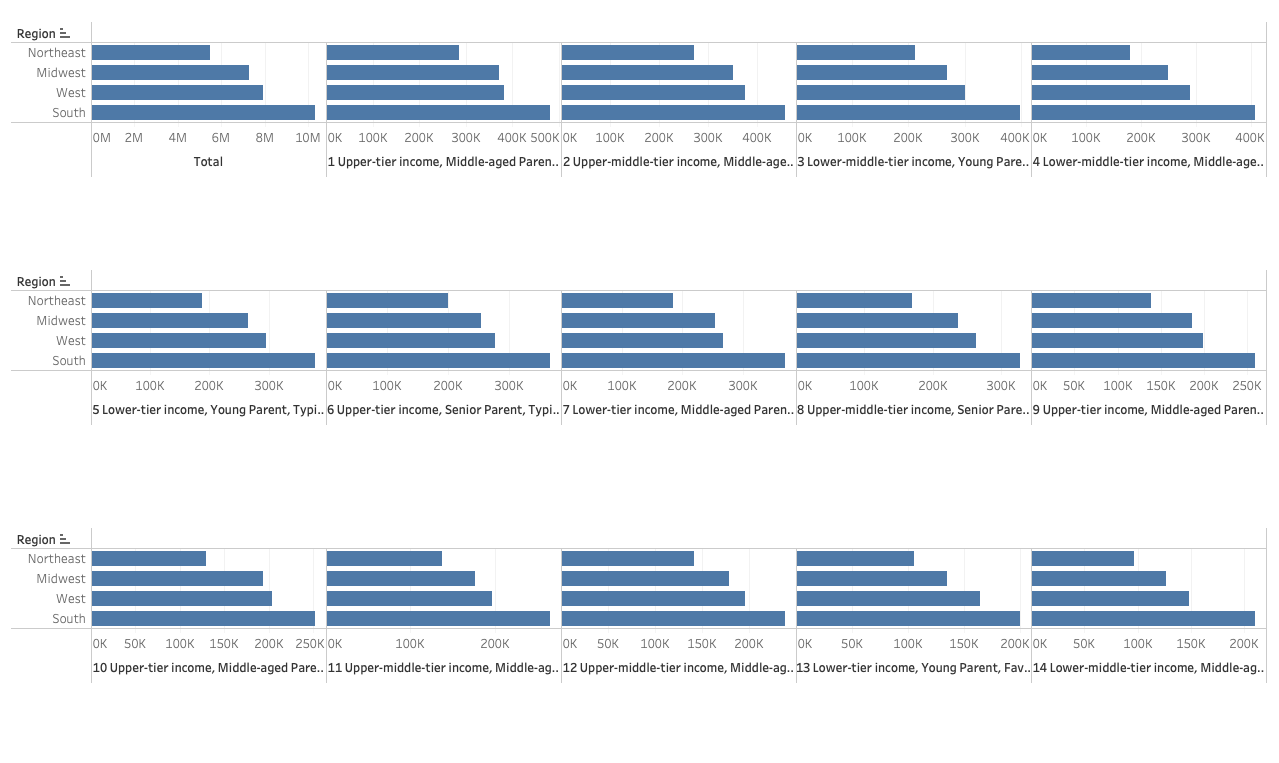 Region
Northeast
Midwest
West
South
0M 2M 4M 6M 8M 10M 0K 100K 200K 300K 400K 500K 0K 100K 200K 300K 400K 0K 100K 200K 300K 400K 0K 100K 200K 300K 400K
Total 1 Upper-tier income, Middle-aged Paren.. 2 Upper-middle-tier income, Middle-age.. 3 Lower-middle-tier income, Young Pare.. 4 Lower-middle-tier income, Middle-age..
Region
Northeast
Midwest
West
South
0K 100K 200K 300K 0K 100K 200K 300K 0K 100K 200K 300K 0K 100K 200K 300K 0K 50K 100K 150K 200K 250K
5 Lower-tier income, Young Parent, Typi.. 6 Upper-tier income, Senior Parent, Typi.. 7 Lower-tier income, Middle-aged Paren.. 8 Upper-middle-tier income, Senior Pare.. 9 Upper-tier income, Middle-aged Paren..
Region
Northeast
Midwest
West
South
0K 50K 100K 150K 200K 250K 0K 100K 200K 0K 50K 100K 150K 200K 0K 50K 100K 150K 200K 0K 50K 100K 150K 200K
10 Upper-tier income, Middle-aged Pare.. 11 Upper-middle-tier income, Middle-ag.. 12 Upper-middle-tier income, Middle-ag.. 13 Lower-tier income, Young Parent, Fav.. 14 Lower-middle-tier income, Middle-ag..